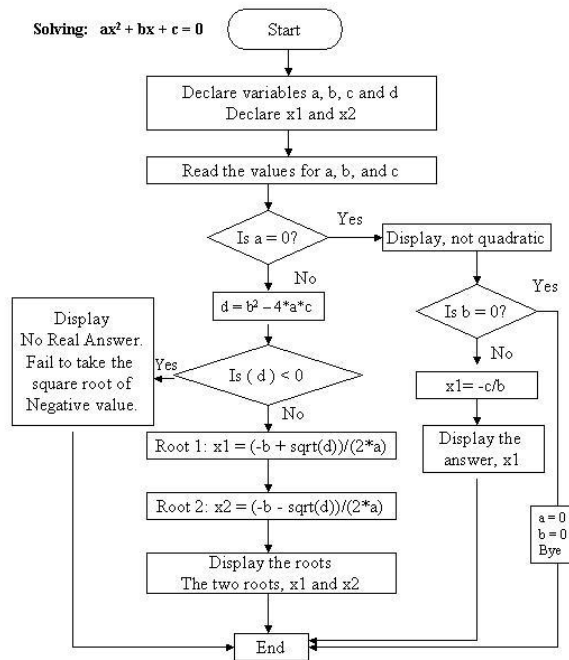 Solving: ax² + bx + c = 0
Start
Declare variables a, b, c and d
Declare x1 and x2
Read the values for a, b, and c
Is a = 0?
Yes
Display, not quadratic
No
d = b² – 4*a*c
Is b = 0?
Yes
Display
No Real Answer.
Fail to take the
square root of
Negative value.
Yes
Is ( d ) < 0
No
x1= -c/b
No
Root 1: x1 = (-b + sqrt(d))/(2*a)
Display the
answer, x1
Root 2: x2 = (-b - sqrt(d))/(2*a)
a = 0
b = 0
Bye
Display the roots
The two roots, x1 and x2
End